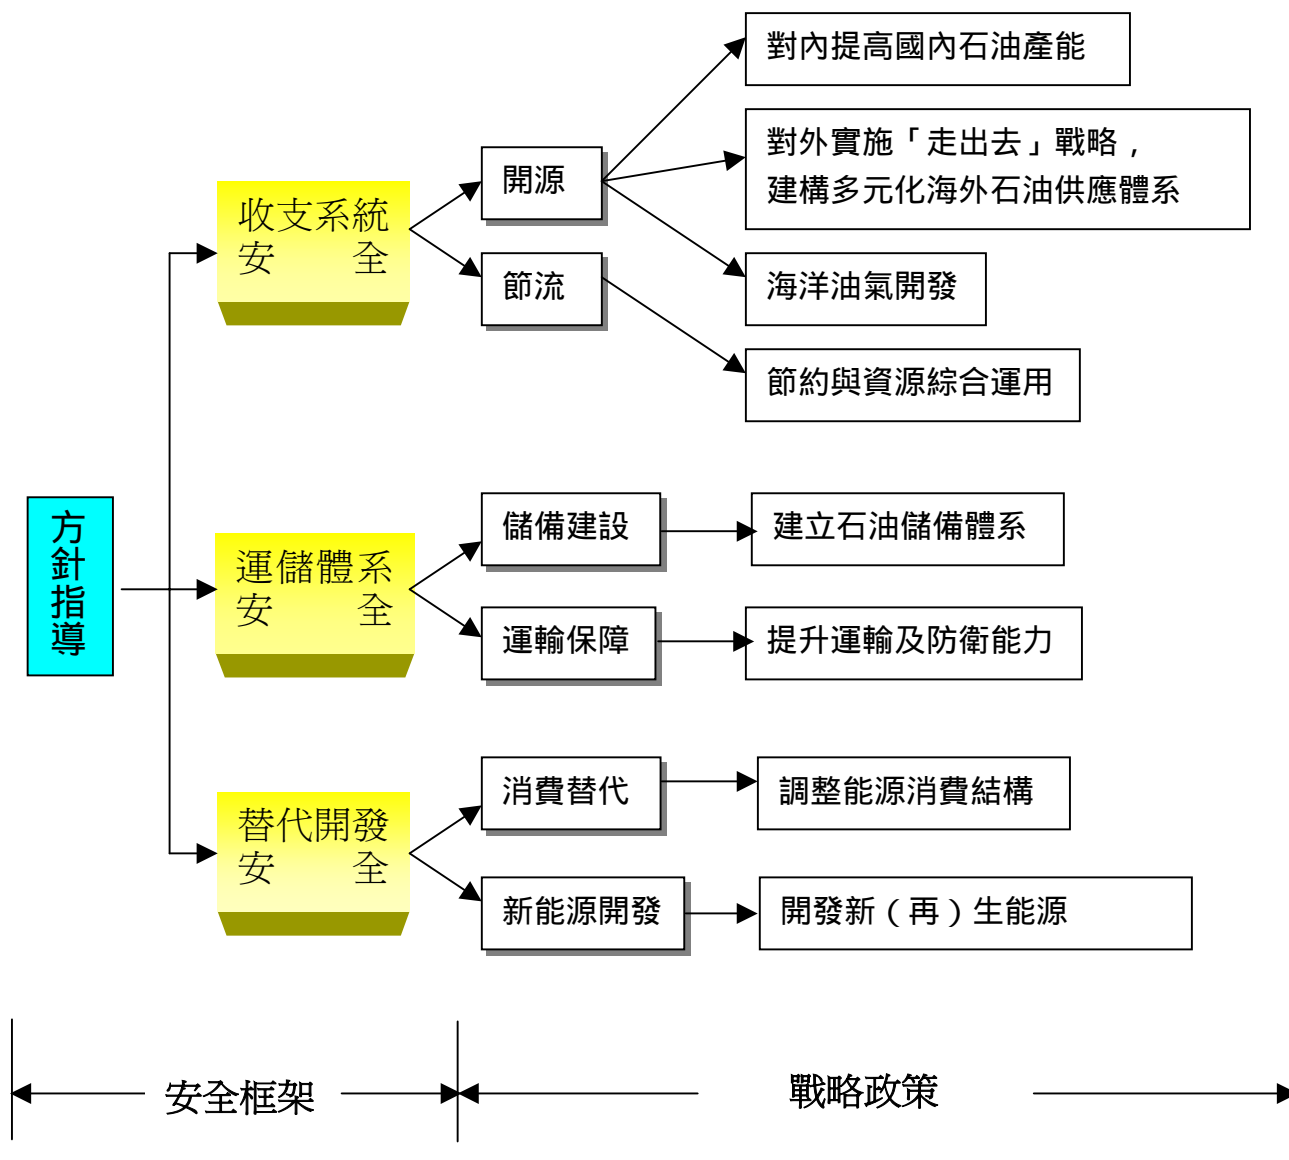 對內提高國內石油產能
對外實施「走出去」戰略，
建構多元化海外石油供應體系
開源
收支系統
安 全
節流
海洋油氣開發
節約與資源綜合運用
方針指導
儲備建設
建立石油儲備體系
運儲體系
安 全
運輸保障
提升運輸及防衛能力
消費替代
調整能源消費結構
替代開發
安 全
新能源開發
開發新（再）生能源
安全框架
戰略政策